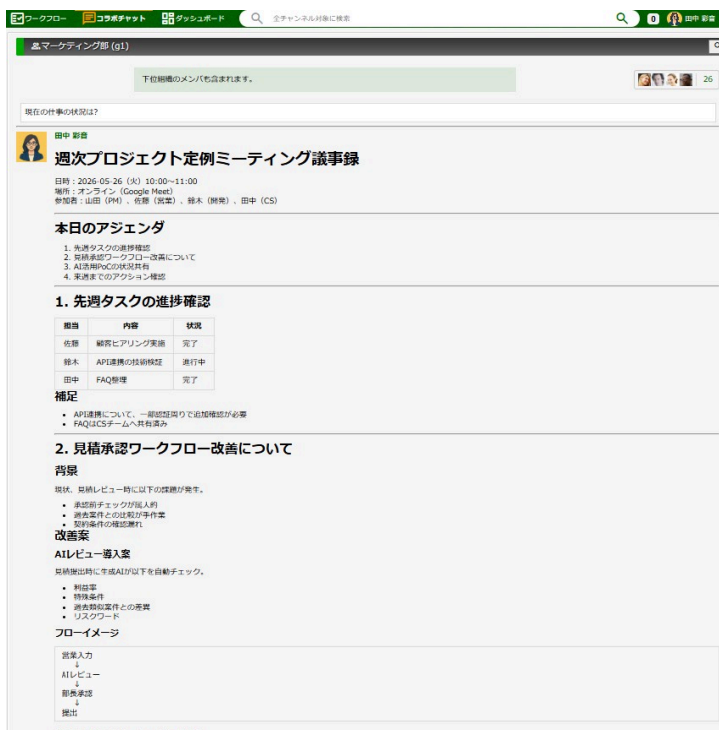 ワークフロー コラボチャット ダッシュボード 全チャンネル対象に検索 0 田中 彩音
マーケティング部 (g1)
下位組織のメンバも含まれます。 26
現在の仕事の状況は?
田中 彩音
週次プロジェクト定例ミーティング議事録
日時：2026-05-26（火）10:00～11:00
場所：オンライン（Google Meet）
参加者：山田（PM）、佐藤（営業）、鈴木（開発）、田中（CS）
本日のアジェンダ
1. 先週タスクの進捗確認
2. 見積承認ワークフロー改善について
3. AI活用PoCの状況共有
4. 来週までのアクション確認
1. 先週タスクの進捗確認
担当 内容 状況
佐藤 顧客ヒアリング実施 完了
鈴木 API連携の技術検証 進行中
田中 FAQ整理 完了
補足
• API連携について、一部認証周りで追加確認が必要
• FAQはCSチームへ共有済み
2. 見積承認ワークフロー改善について
背景
現状、見積レビュー時に以下の課題が発生。
• 承認前チェックが属人的
• 過去案件との比較が手作業
• 契約条件の確認漏れ
改善案
AIレビュー導入案
見積提出時に生成AIが以下を自動チェック。
• 利益率
• 特殊条件
• 過去類似案件との差異
• リスクワード
フローイメージ
営業入力
↓
AIレビュー
↓
部長承認
↓
提出